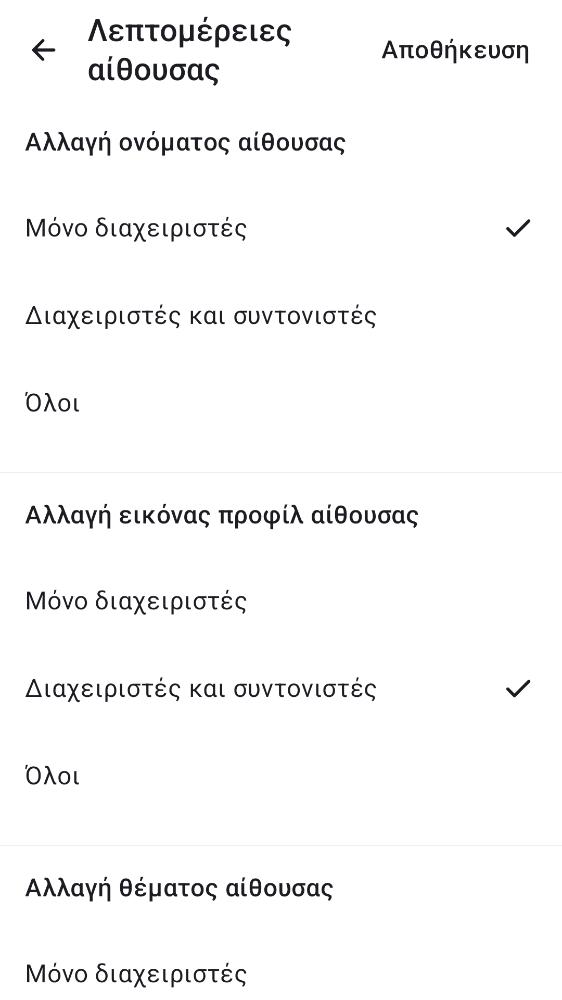 Λεπτομέρειες
αίθουσας
Αποθήκευση
Αλλαγή ονόματος αίθουσας
Μόνο διαχειριστές
Διαχειριστές και συντονιστές
Όλοι
Αλλαγή εικόνας προφίλ αίθουσας
Μόνο διαχειριστές
Διαχειριστές και συντονιστές
Όλοι
Αλλαγή θέματος αίθουσας
Μόνο διαχειριστές